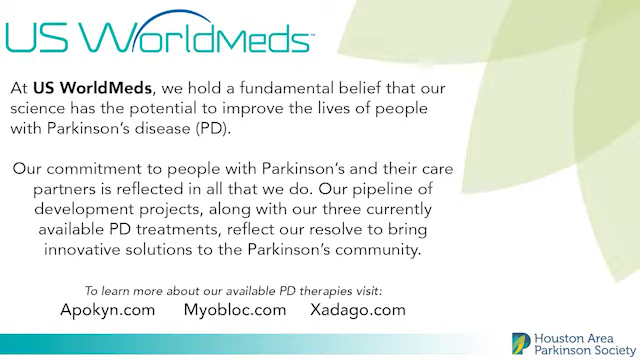 US WorldMeds™
At US WorldMeds, we hold a fundamental belief that our
science has the potential to improve the lives of people
with Parkinson's disease (PD).
Our commitment to people with Parkinson's and their care
partners is reflected in all that we do. Our pipeline of
development projects, along with our three currently
available PD treatments, reflect our resolve to bring
innovative solutions to the Parkinson's community.
To learn more about our available PD therapies visit:
Apokyn.com Myobloc.com Xadago.com
Houston Area
Parkinson Society